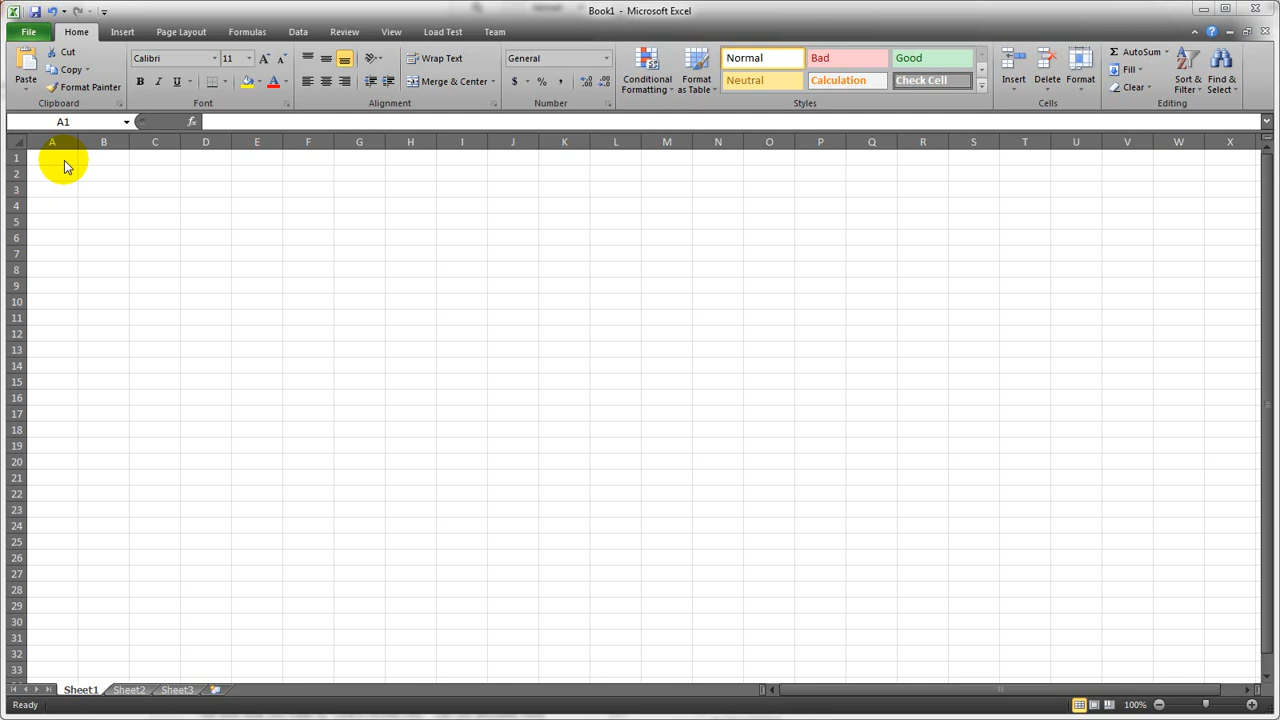 Book1 - Microsoft Excel
File Home Insert Page Layout Formulas Data Review View Load Test Team
Paste
Cut
Copy
Format Painter
Clipboard
Calibri 11
B I U
Font
Wrap Text
Merge & Center
Alignment
General
$ % ,
Number
Conditional Formatting
Format as Table
Normal Bad Good
Neutral Calculation Check Cell
Styles
Insert Delete Format
Cells
Σ AutoSum
Fill
Clear
Sort & Filter
Find & Select
Editing
A1 fx
A B C D E F G H I J K L M N O P Q R S T U V W X
1
2
3
4
5
6
7
8
9
10
11
12
13
14
15
16
17
18
19
20
21
22
23
24
25
26
27
28
29
30
31
32
33
Sheet1 Sheet2 Sheet3
Ready 100%